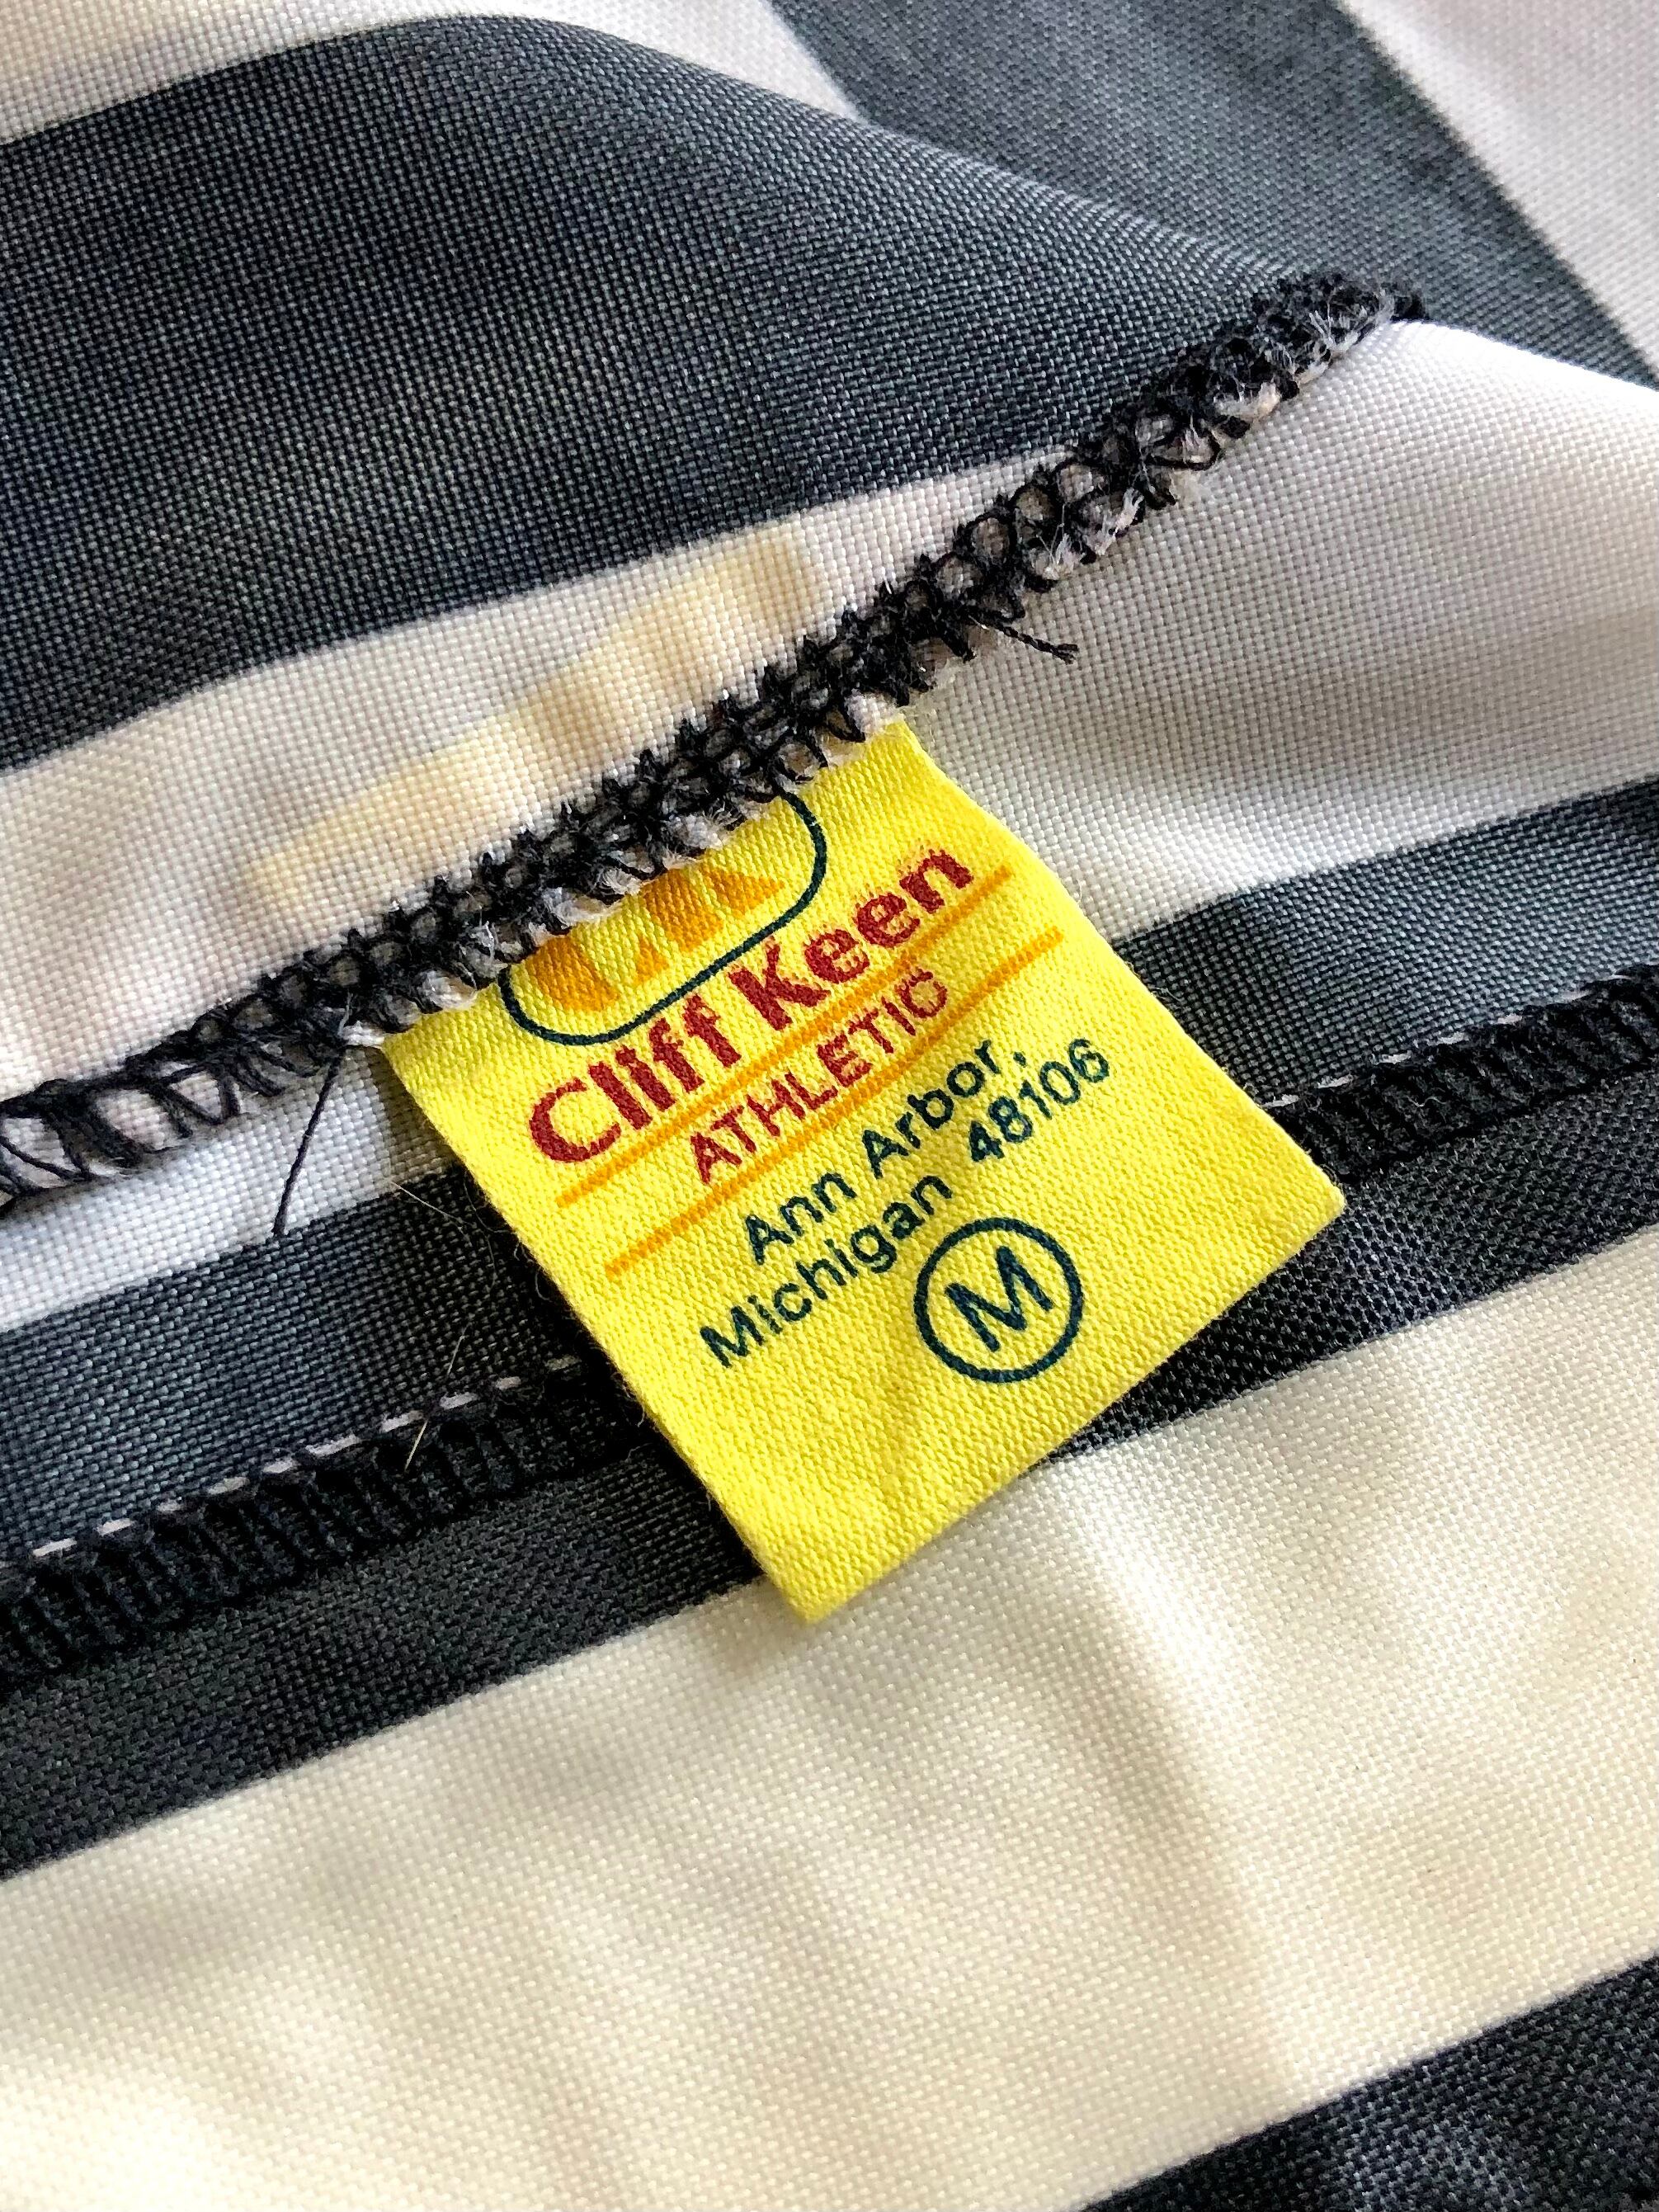 Cliff Keen
ATHLETIC
Ann Arbor,
Michigan 48106
M